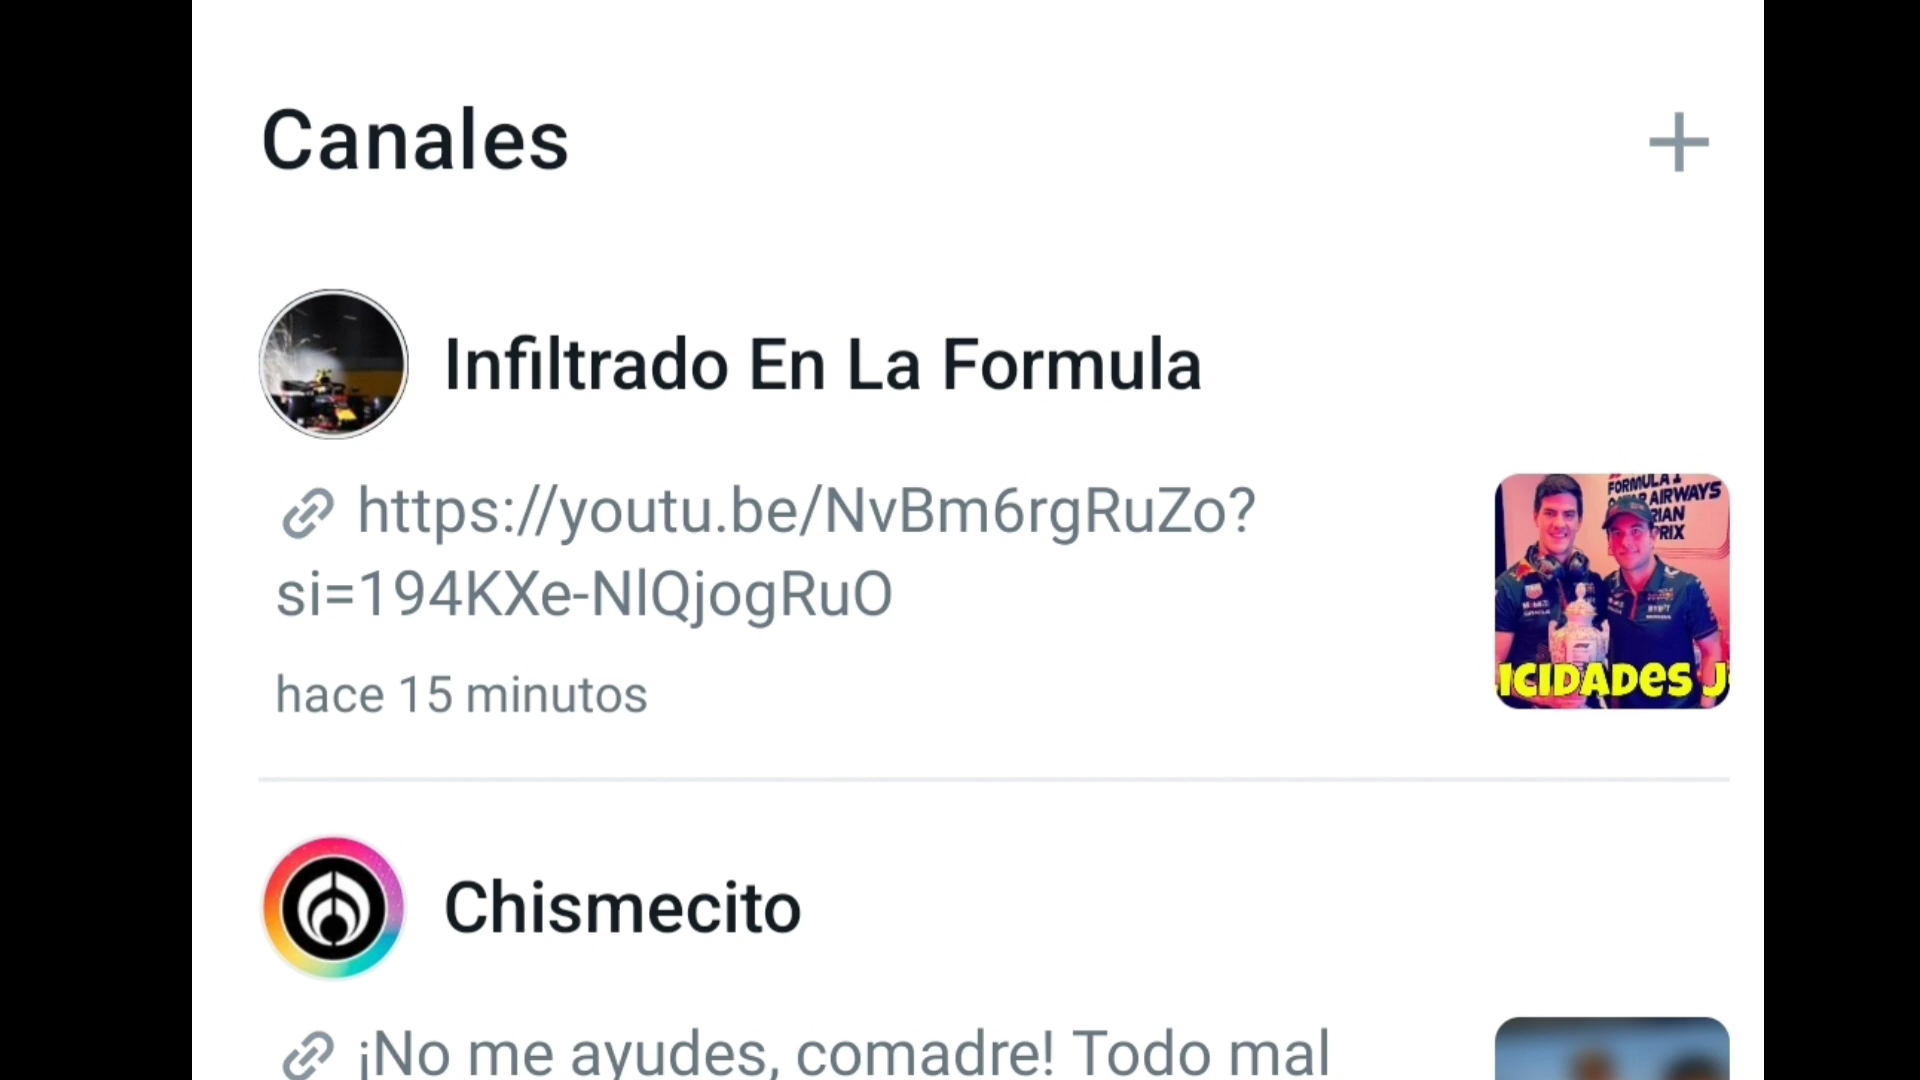 Canales
Infiltrado En La Formula
https://youtu.be/NvBm6rgRuZo?
si=194KXe-NlQjogRuO
FORMULA 1
AIRWAYS
RIAN
PRIX
ICIDADES J
hace 15 minutos
Chismecito
¡No me ayudes, comadre! Todo mal